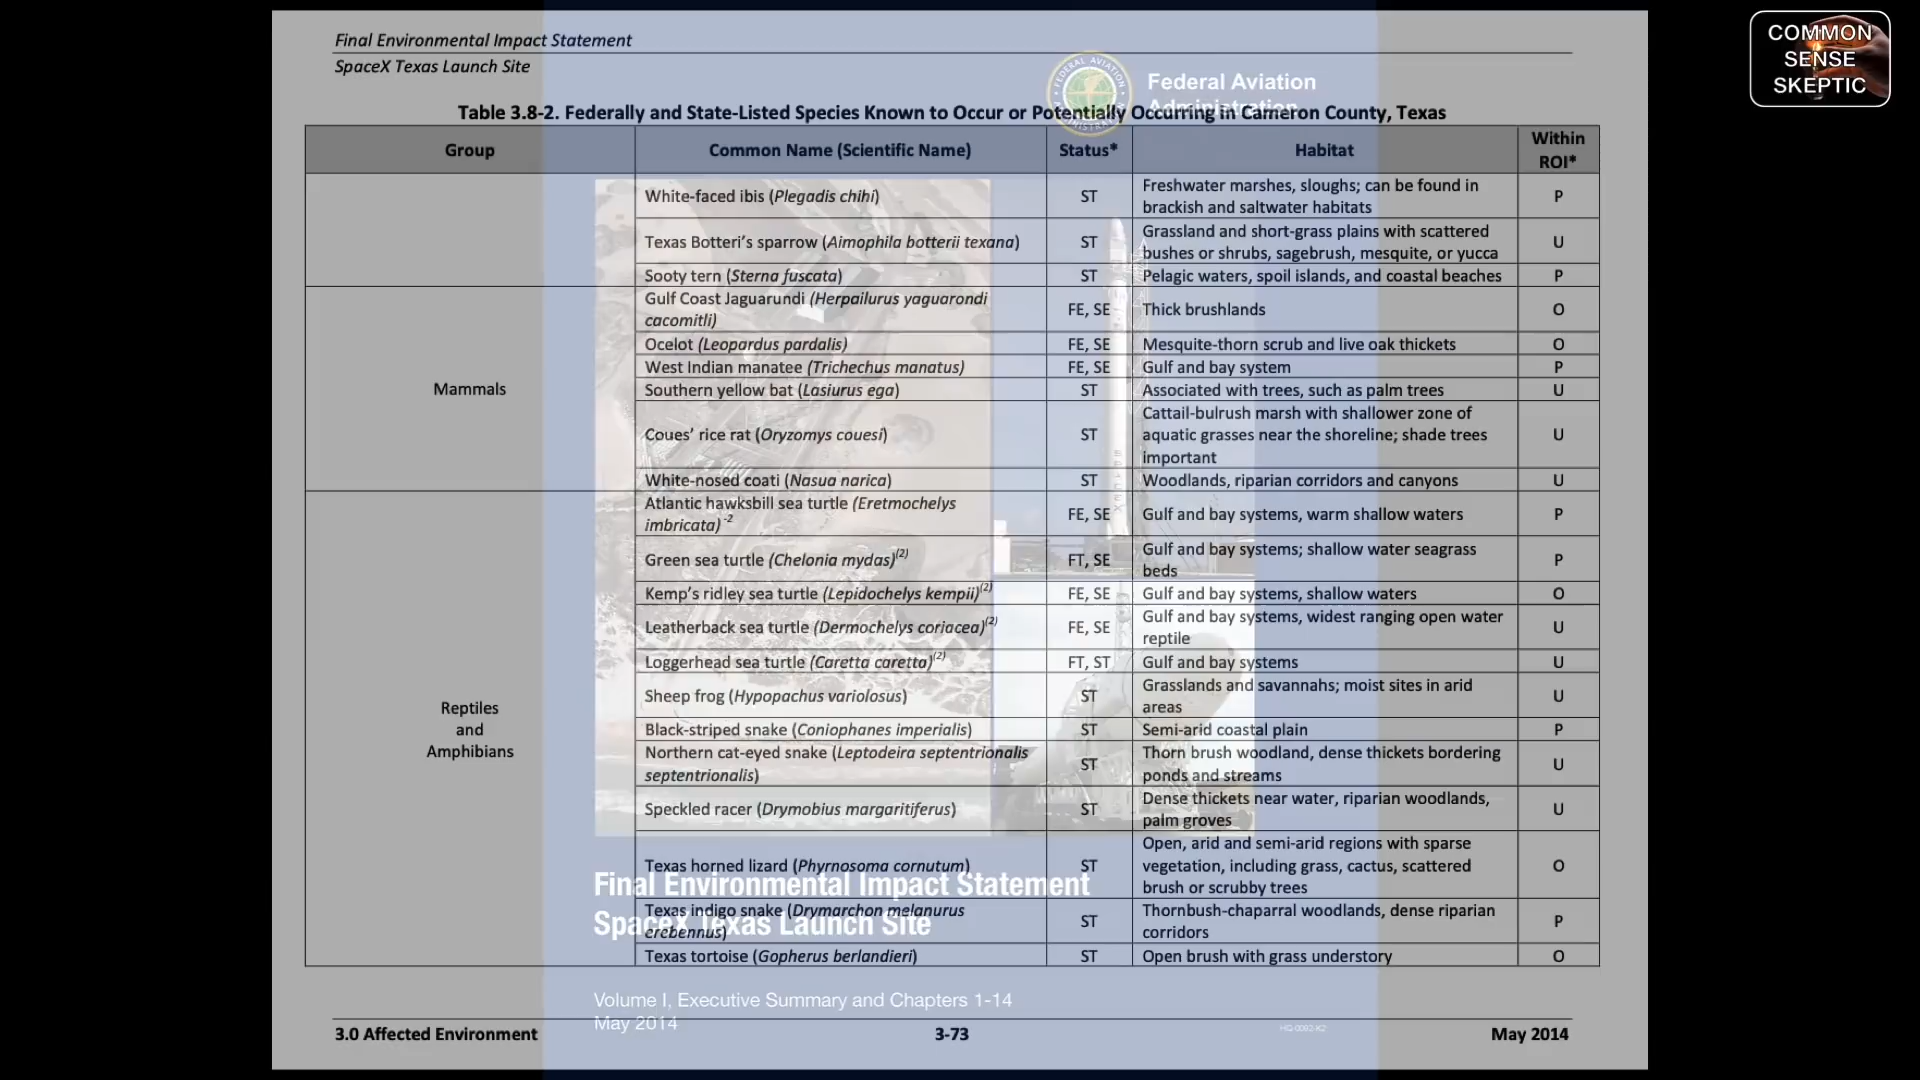 COMMON
SENSE
SKEPTIC
Final Environmental Impact Statement
SpaceX Texas Launch Site
Federal Aviation
Administration
Table 3.8-2. Federally and State-Listed Species Known to Occur or Potentially Occurring in Cameron County, Texas
Group Common Name (Scientific Name) Status* Habitat Within ROI*
White-faced ibis (Plegadis chihi) ST Freshwater marshes, sloughs; can be found in
brackish and saltwater habitats P
Texas Botteri's sparrow (Aimophila botterii texana) ST Grassland and short-grass plains with scattered
bushes or shrubs, sagebrush, mesquite, or yucca U
Sooty tern (Sterna fuscata) ST Pelagic waters, spoil islands, and coastal beaches P
Mammals
Gulf Coast Jaguarundi (Herpailurus yaguarondi
cacomitli) FE, SE Thick brushlands O
Ocelot (Leopardus pardalis) FE, SE Mesquite-thorn scrub and live oak thickets O
West Indian manatee (Trichechus manatus) FE, SE Gulf and bay system P
Southern yellow bat (Lasiurus ega) ST Associated with trees, such as palm trees U
Coues' rice rat (Oryzomys couesi) ST Cattail-bulrush marsh with shallower zone of
aquatic grasses near the shoreline; shade trees
important U
White-nosed coati (Nasua narica) ST Woodlands, riparian corridors and canyons U
Reptiles
and
Amphibians
Atlantic hawksbill sea turtle (Eretmochelys
imbricata) -2 FE, SE Gulf and bay systems, warm shallow waters P
Green sea turtle (Chelonia mydas)(2) FT, SE Gulf and bay systems; shallow water seagrass
beds P
Kemp's ridley sea turtle (Lepidochelys kempii)(2) FE, SE Gulf and bay systems, shallow waters O
Leatherback sea turtle (Dermochelys coriacea)(2) FE, SE Gulf and bay systems, widest ranging open water
reptile U
Loggerhead sea turtle (Caretta caretta)(2) FT, ST Gulf and bay systems U
Sheep frog (Hypopachus variolosus) ST Grasslands and savannahs; moist sites in arid
areas U
Black-striped snake (Coniophanes imperialis) ST Semi-arid coastal plain P
Northern cat-eyed snake (Leptodeira septentrionalis
septentrionalis) ST Thorn brush woodland, dense thickets bordering
ponds and streams U
Speckled racer (Drymobius margaritiferus) ST Dense thickets near water, riparian woodlands,
palm groves U
Texas horned lizard (Phyrnosoma cornutum) ST Open, arid and semi-arid regions with sparse
vegetation, including grass, cactus, scattered
brush or scrubby trees O
Texas indigo snake (Drymarchon melanurus
erebennus) ST Thornbush-chaparral woodlands, dense riparian
corridors P
Texas tortoise (Gopherus berlandieri) ST Open brush with grass understory O
Final Environmental Impact Statement
SpaceX Texas Launch Site
Volume I, Executive Summary and Chapters 1-14
May 2014
3.0 Affected Environment 3-73 May 2014